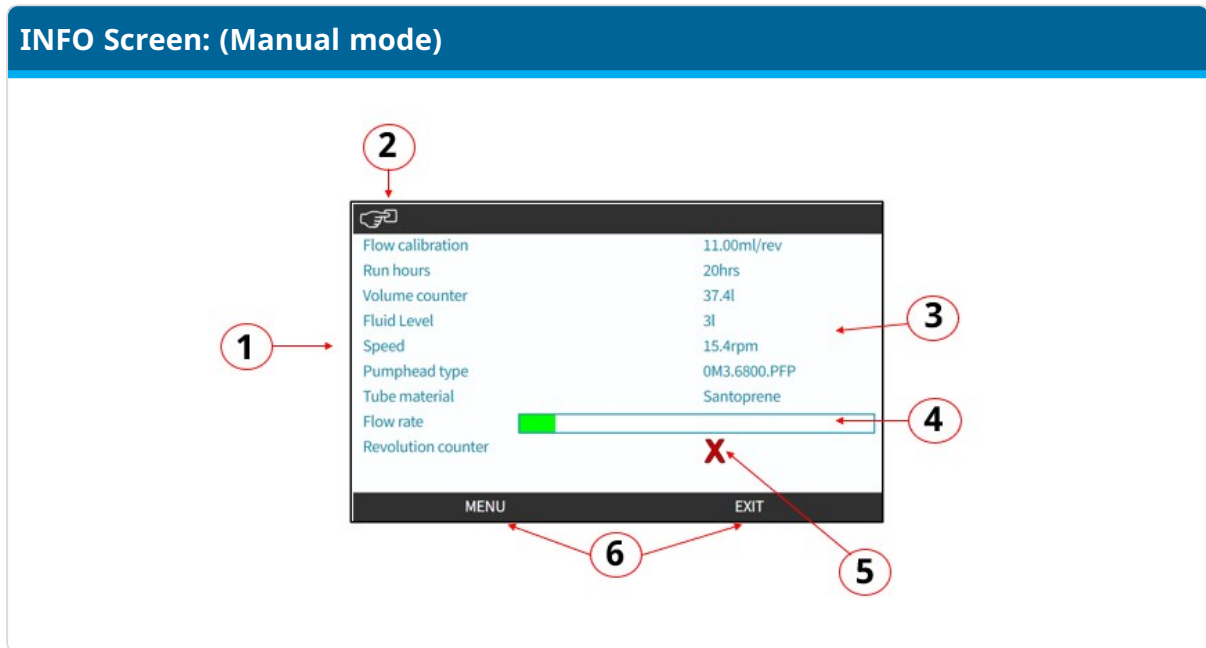 INFO Screen: (Manual mode)
2
Flow calibration 11.00ml/rev
Run hours 20hrs
Volume counter 37.4l
Fluid Level 3l
3
1
Speed 15.4rpm
Pumphead type 0M3.6800.PFP
Tube material Santoprene
Flow rate
4
Revolution counter X
MENU EXIT
6
5